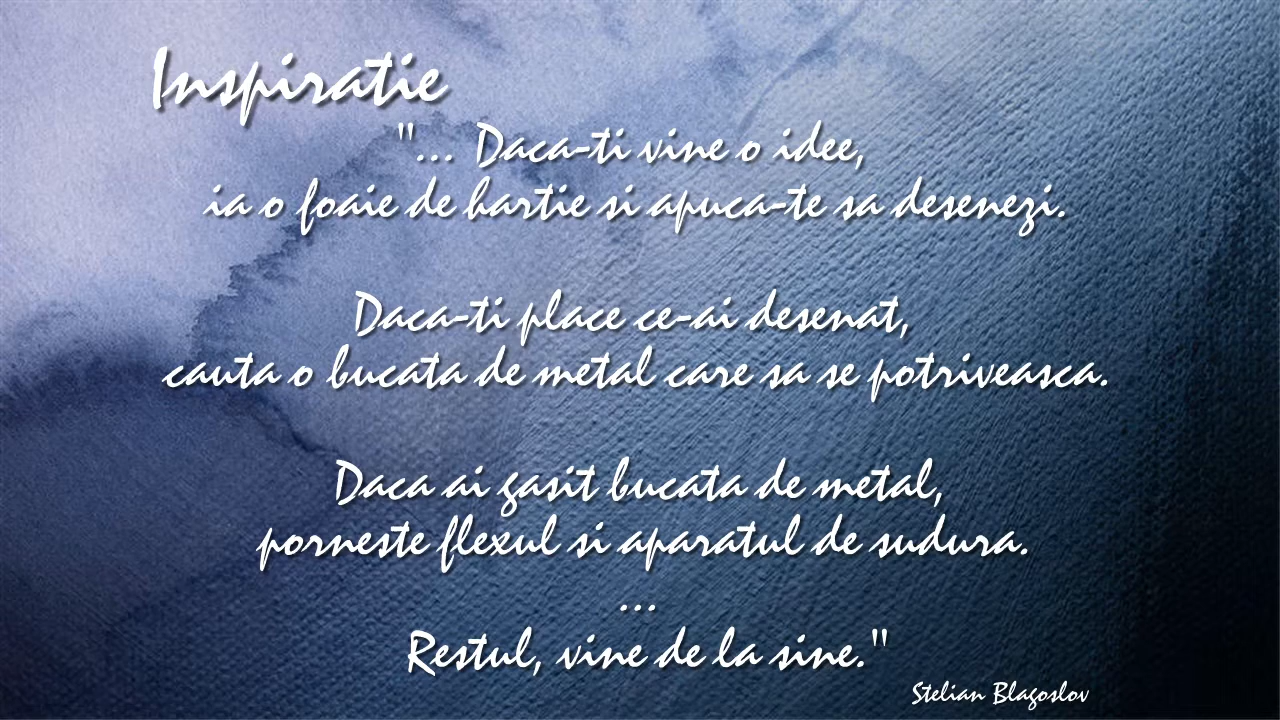 Inspiratie
"... Daca-ti vine o idee,
ia o foaie de hartie si apuca-te sa desenezi.
Daca-ti place ce-ai desenat,
cauta o bucata de metal care sa se potriveasca.
Daca ai gasit bucata de metal,
porneste flexul si aparatul de sudura.
...
Restul, vine de la sine."
Stelian Blagoslov